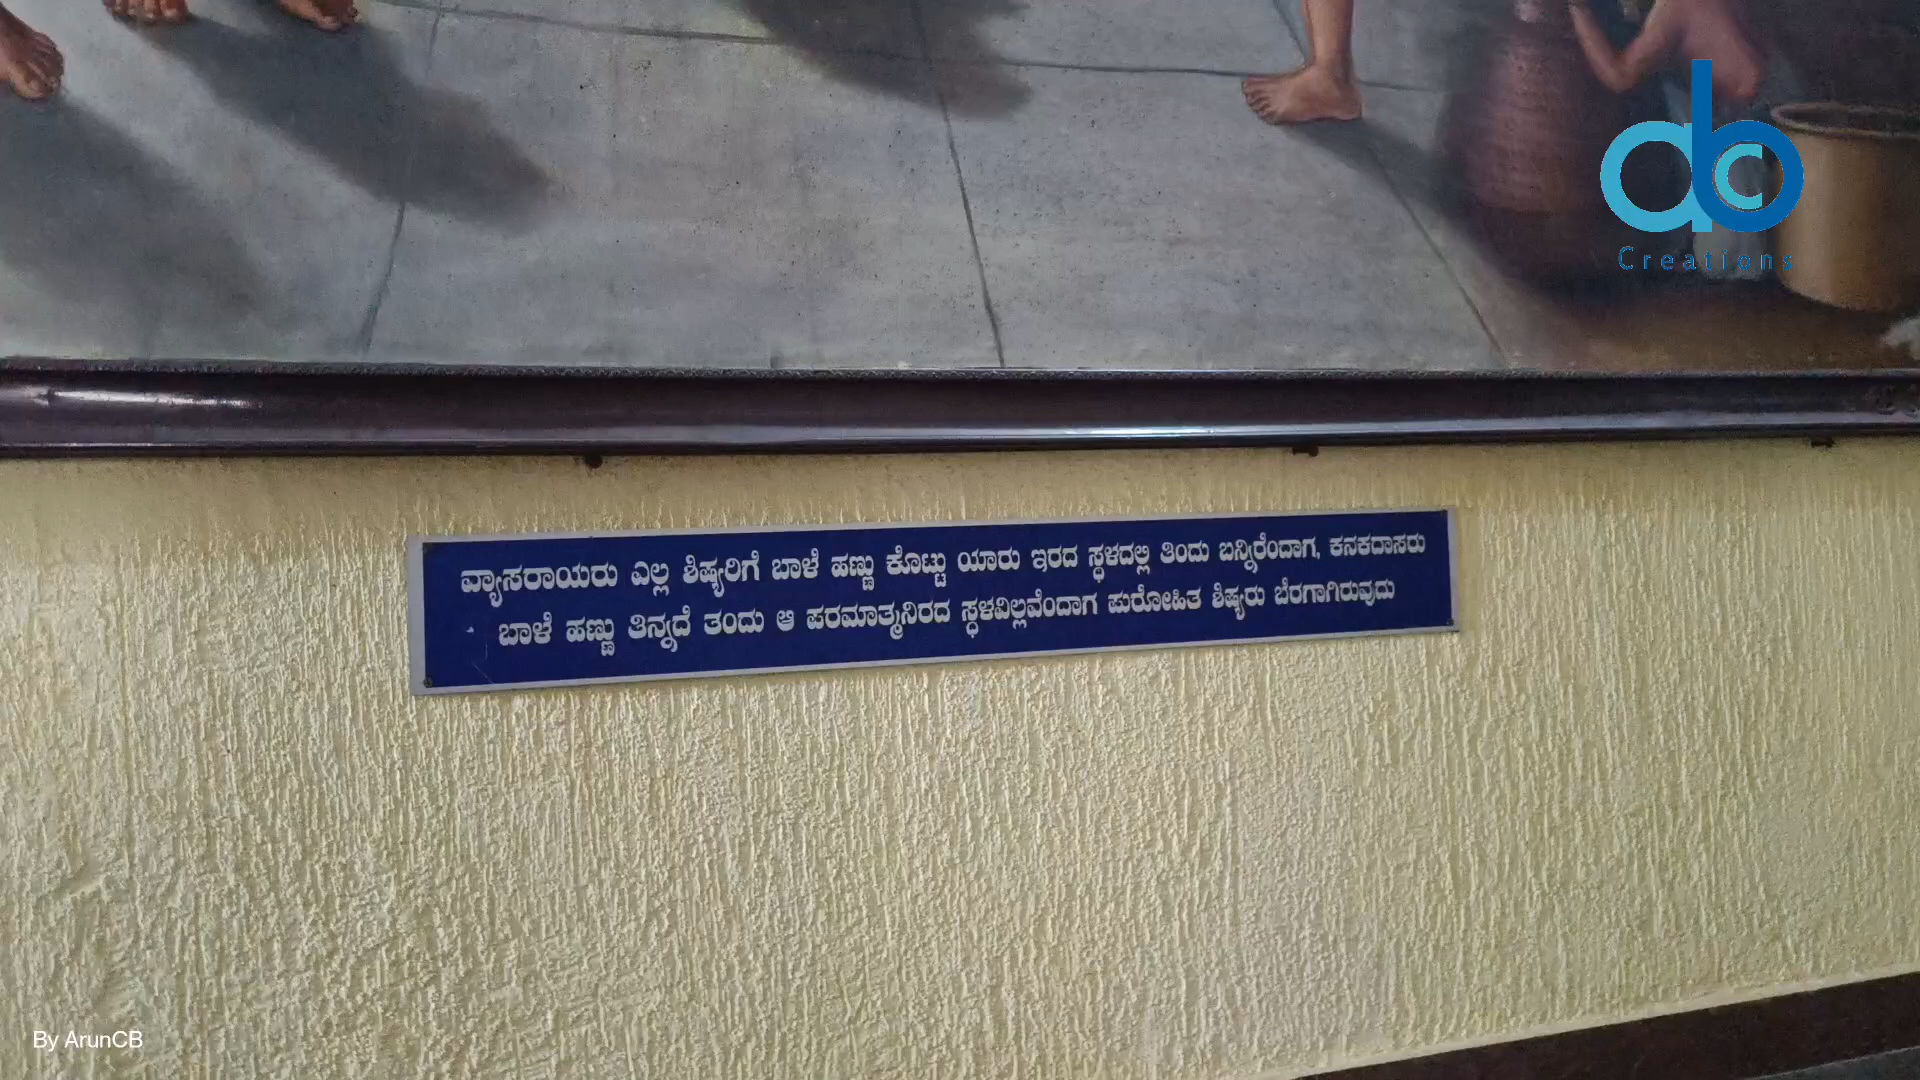 abc
Creations
ವ್ಯಾಸರಾಯರು ಎಲ್ಲ ಶಿಷ್ಯರಿಗೆ ಬಾಳೆ ಹಣ್ಣು ಕೊಟ್ಟು ಯಾರು ಇರದ ಸ್ಥಳದಲ್ಲಿ ತಿಂದು ಬನ್ನಿರೆಂದಾಗ, ಕನಕದಾಸರು
ಬಾಳೆ ಹಣ್ಣು ತಿನ್ನದೆ ತಂದು ಆ ಪರಮಾತ್ಮನಿರದ ಸ್ಥಳವಿಲ್ಲವೆಂದಾಗ ಪುರೋಹಿತ ಶಿಷ್ಯರು ಬೆರಗಾಗಿರುವುದು
By ArunCB